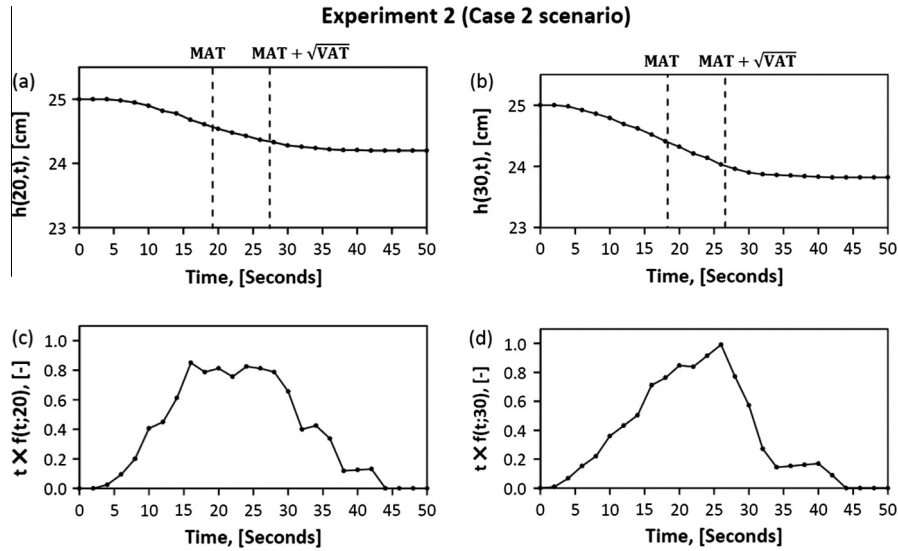 Experiment 2 (Case 2 scenario)
(a)
MAT
MAT + √VAT
h(20,t), [cm]
25
24
23
0 5 10 15 20 25 30 35 40 45 50
Time, [Seconds]
(b)
MAT
MAT + √VAT
h(30,t), [cm]
25
24
23
0 5 10 15 20 25 30 35 40 45 50
Time, [Seconds]
(c)
t X f(t;20), [-]
1.0
0.8
0.6
0.4
0.2
0.0
0 5 10 15 20 25 30 35 40 45 50
Time, [Seconds]
(d)
t X f(t;30), [-]
1.0
0.8
0.6
0.4
0.2
0.0
0 5 10 15 20 25 30 35 40 45 50
Time, [Seconds]